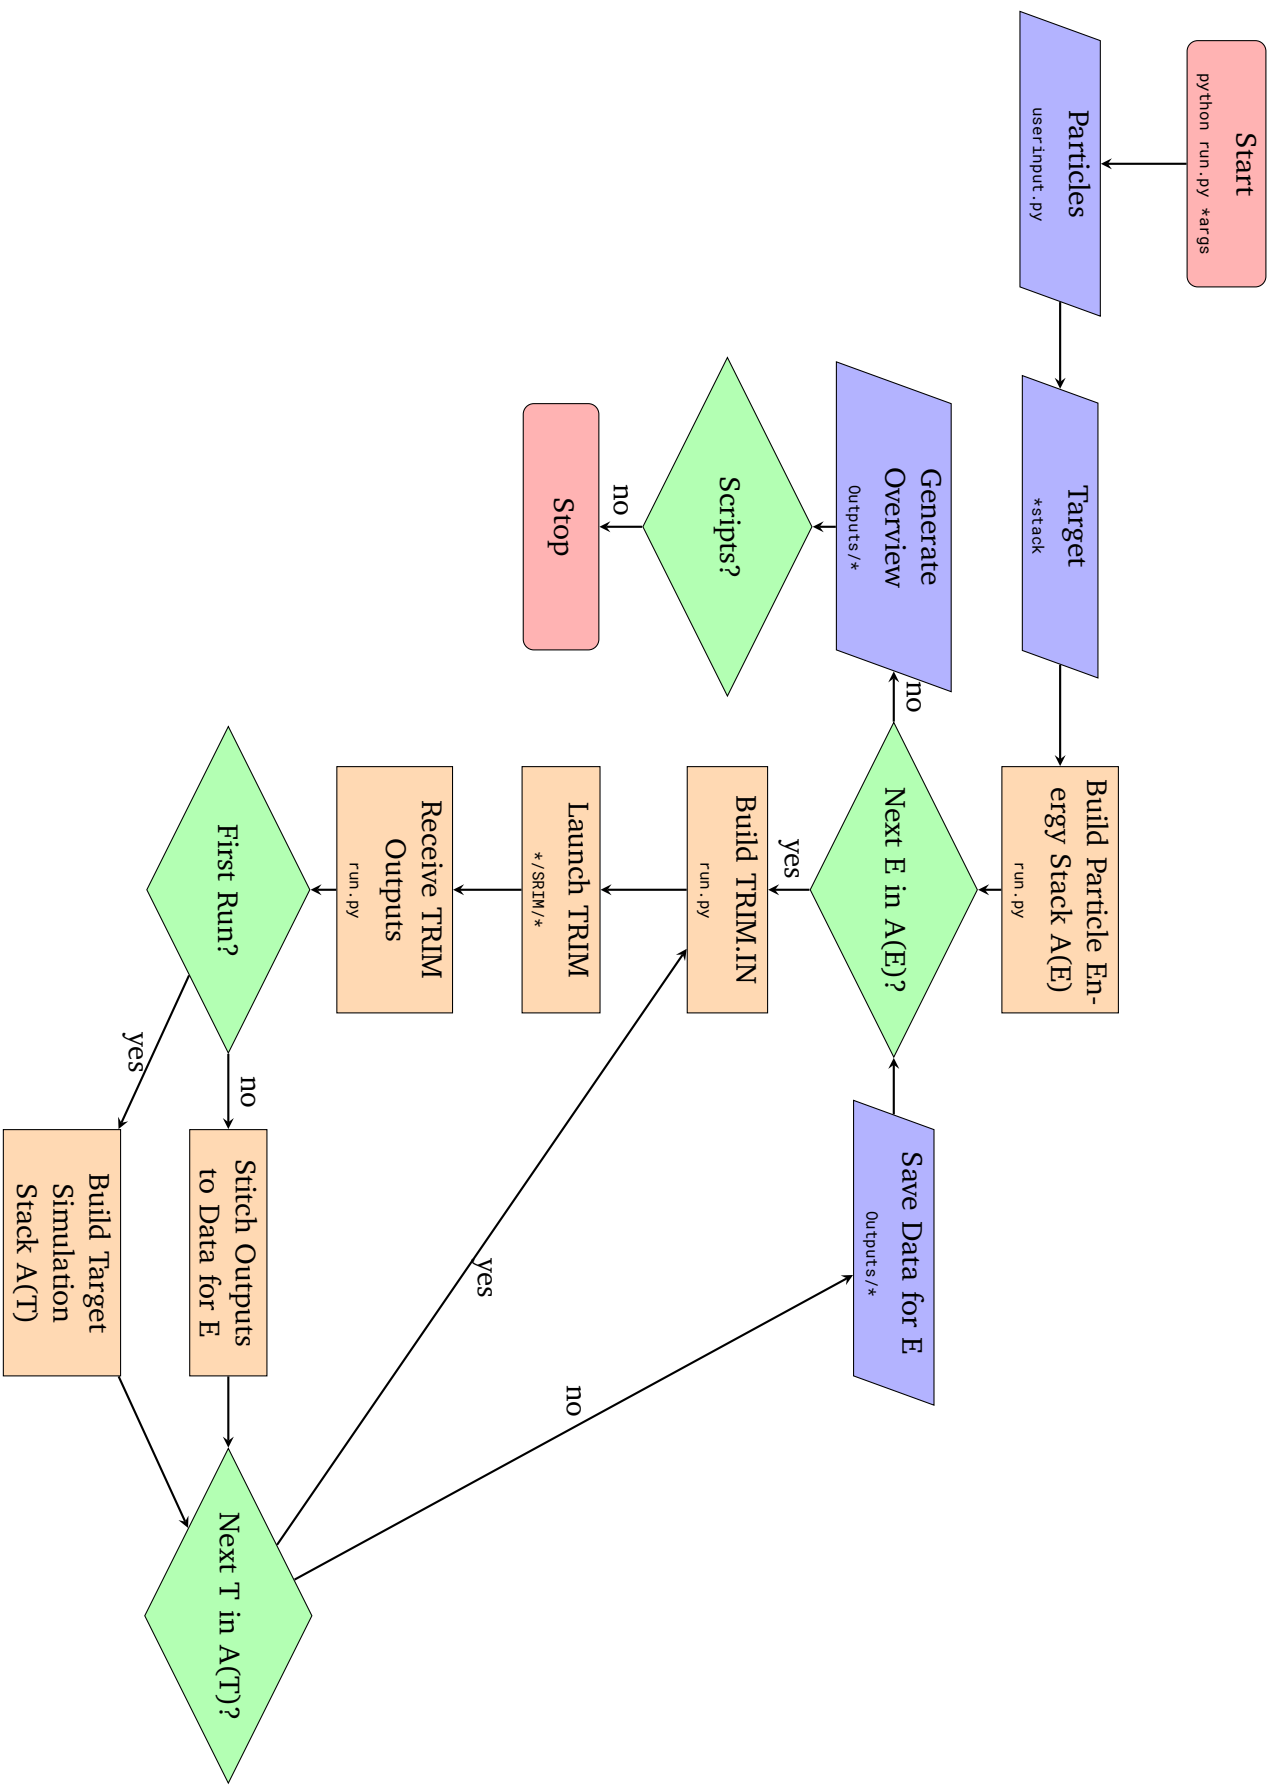 Start
python run.py *args
Particles
userinput.py
Target
*stack
Build Particle En-
ergy Stack A(E)
run.py
Next E in A(E)?
no
yes
Generate
Overview
Outputs/*
Scripts?
no
Stop
Save Data for E
Outputs/*
Build TRIM.IN
run.py
Launch TRIM
*/SRIM/*
Receive TRIM
Outputs
run.py
First Run?
no
yes
Stitch Outputs
to Data for E
Build Target
Simulation
Stack A(T)
Next T in A(T)?
yes
no